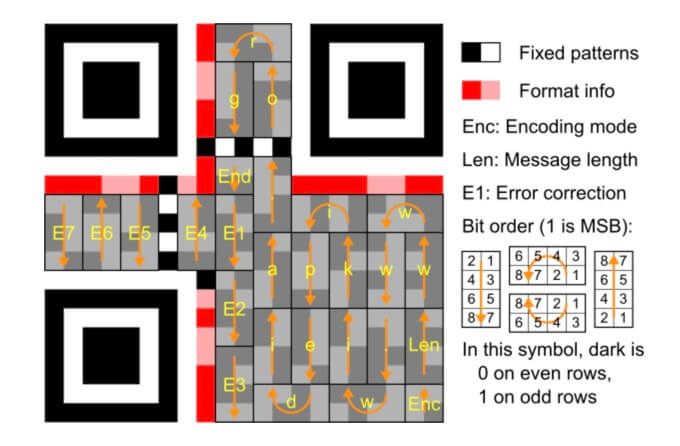 r
g o
End .
i w
E7 E6 E5 E4 E1
a p k w w
E2
i e i . Len
E3
d w Enc
Fixed patterns
Format info
Enc: Encoding mode
Len: Message length
E1: Error correction
Bit order (1 is MSB):
2 1 6 5 4 3 8 7
4 3 8 7 2 1 6 5
6 5 8 7 2 1 4 3
8 7 6 5 4 3 2 1
In this symbol, dark is
0 on even rows,
1 on odd rows